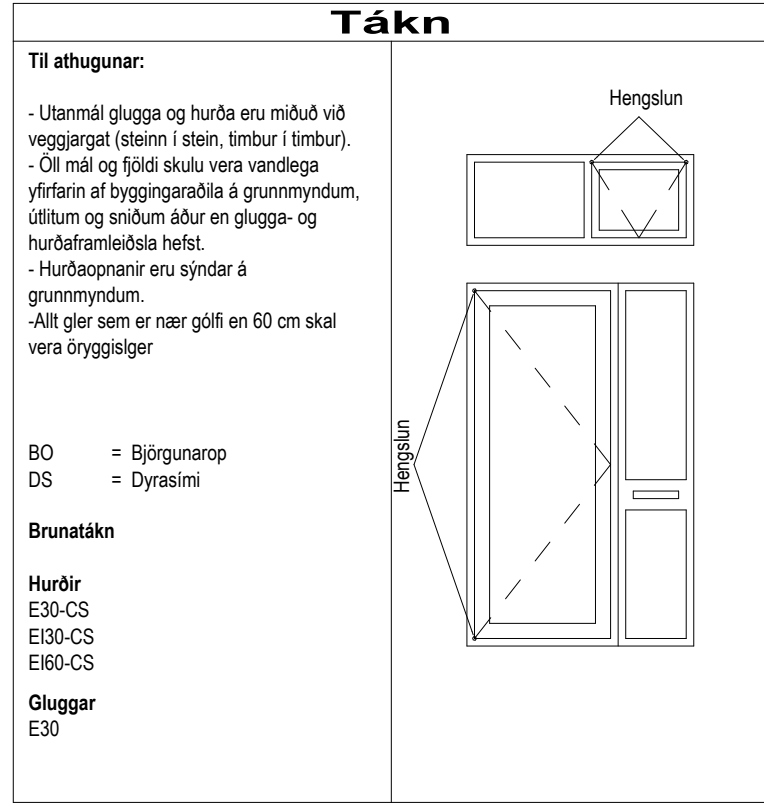 Tákn
Til athugunar:
- Utanmál glugga og hurða eru miðuð við
veggjargat (steinn í stein, timbur í timbur).
- Öll mál og fjöldi skulu vera vandlega
yfirfarin af byggingaraðila á grunnmyndum,
útlitum og sniðum áður en glugga- og
hurðaframleiðsla hefst.
- Hurðaopnanir eru sýndar á
grunnmyndum.
-Allt gler sem er nær gólfi en 60 cm skal
vera öryggislger
BO = Björgunarop
DS = Dyrasími
Brunatákn
Hurðir
E30-CS
EI30-CS
EI60-CS
Gluggar
E30
Hengslun
Hengslun